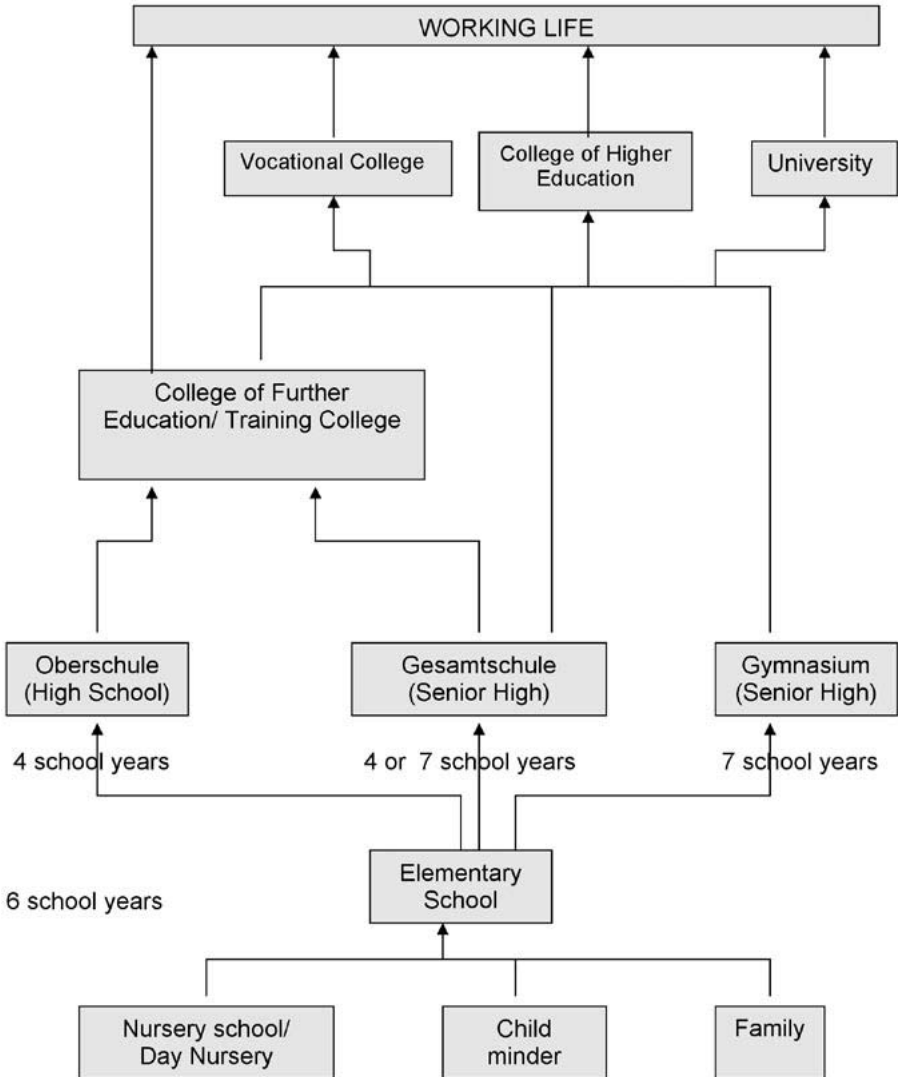 WORKING LIFE
Vocational College
College of Higher
Education
University
College of Further
Education/ Training College
Oberschule
(High School)
Gesamtschule
(Senior High)
Gymnasium
(Senior High)
4 school years
4 or 7 school years
7 school years
Elementary
School
6 school years
Nursery school/
Day Nursery
Child
minder
Family